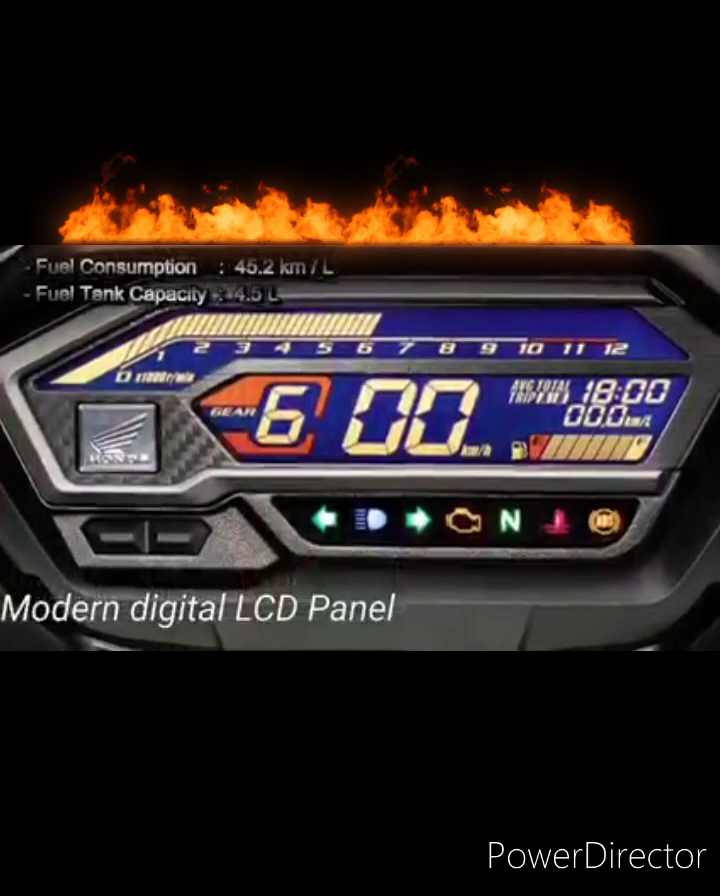 - Fuel Consumption : 45.2 km / L
- Fuel Tank Capacity : 4.5 L
1 2 3 4 5 6 7 8 9 10 11 12
0 x1000r/min
GEAR 6 00 km/h
AVG.TOTAL 18:00
TRIP 00.0 km/L
HONDA
N
Modern digital LCD Panel
PowerDirector